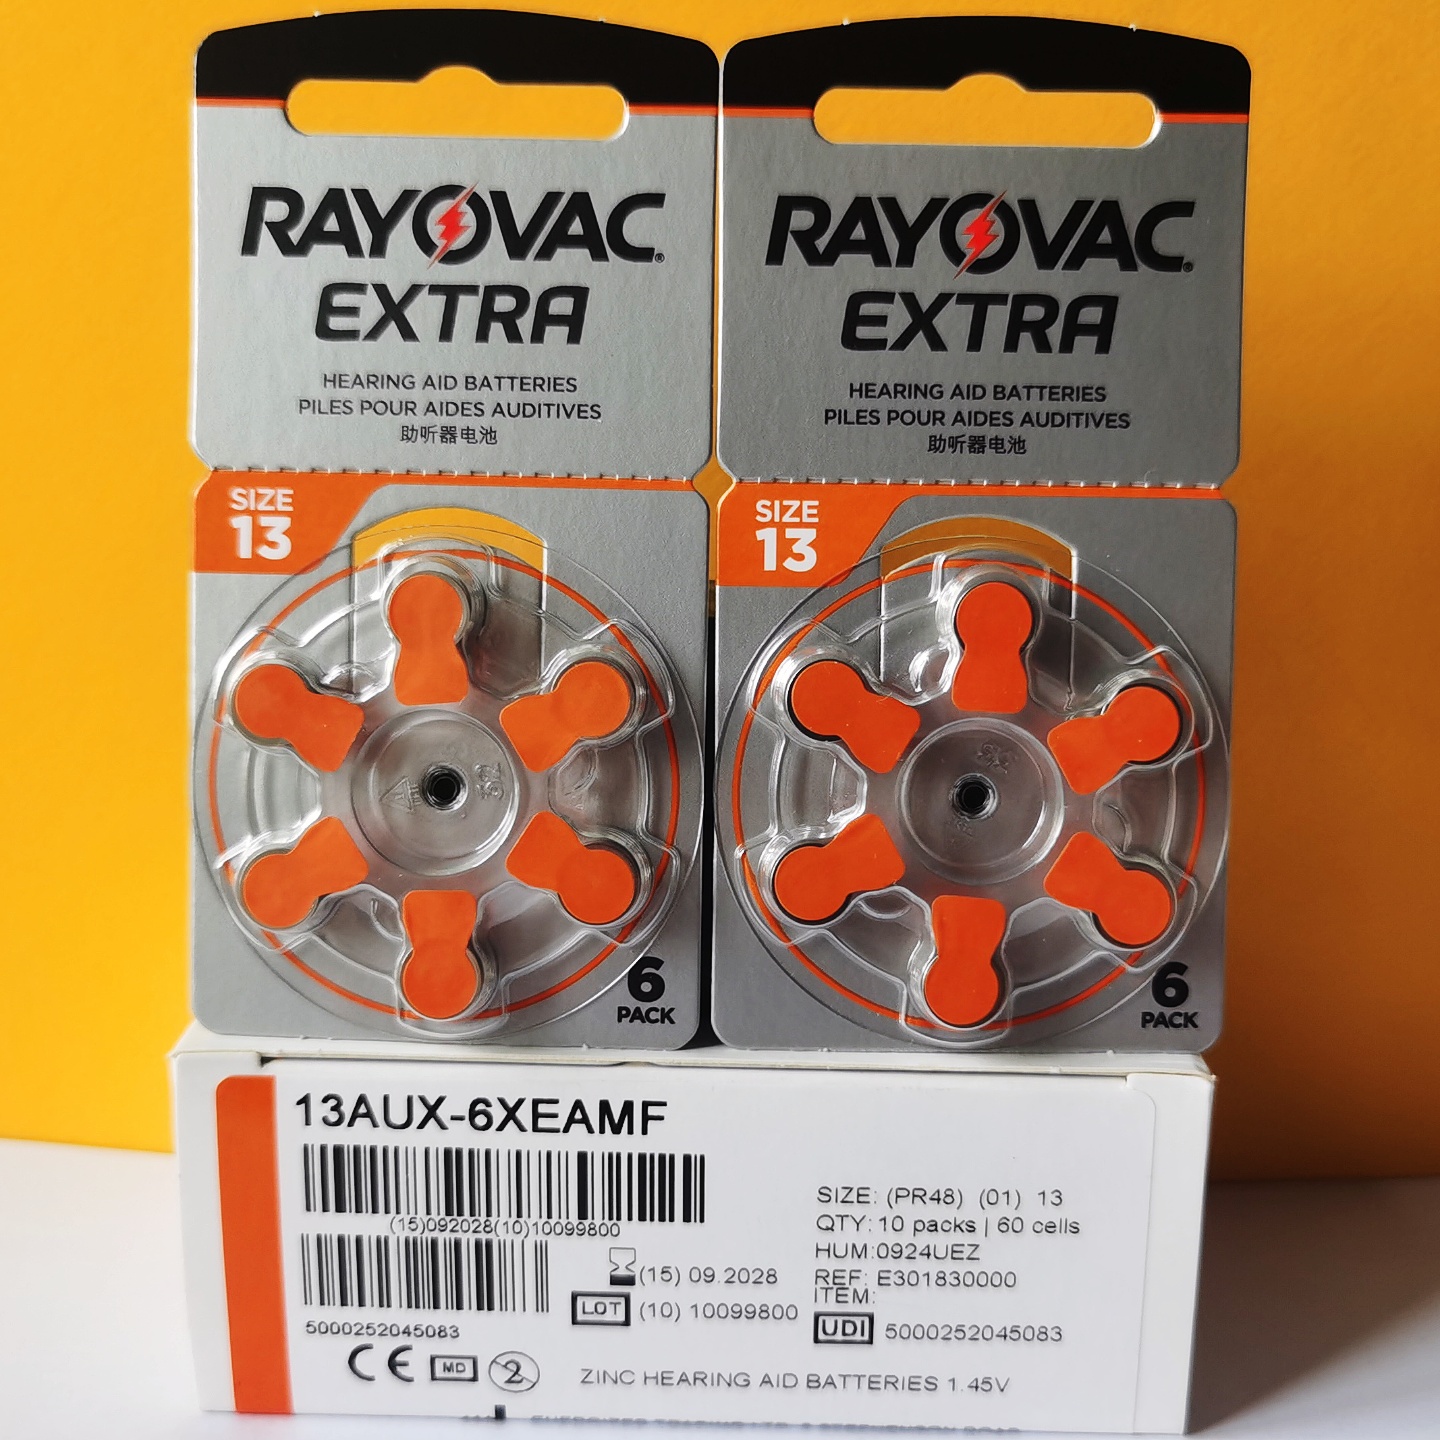 RAYOVAC®
EXTRA
HEARING AID BATTERIES
PILES POUR AIDES AUDITIVES
助听器电池
SIZE
13
6
PACK
RAYOVAC®
EXTRA
HEARING AID BATTERIES
PILES POUR AIDES AUDITIVES
助听器电池
SIZE
13
6
PACK
13AUX-6XEAMF
(15)092028(10)10099800
5000252045083
(15) 09.2028
LOT (10) 10099800
SIZE: (PR48) (01) 13
QTY: 10 packs | 60 cells
HUM:0924UEZ
REF: E301830000
ITEM:
UDI 5000252045083
CE MD 2
ZINC HEARING AID BATTERIES 1.45V